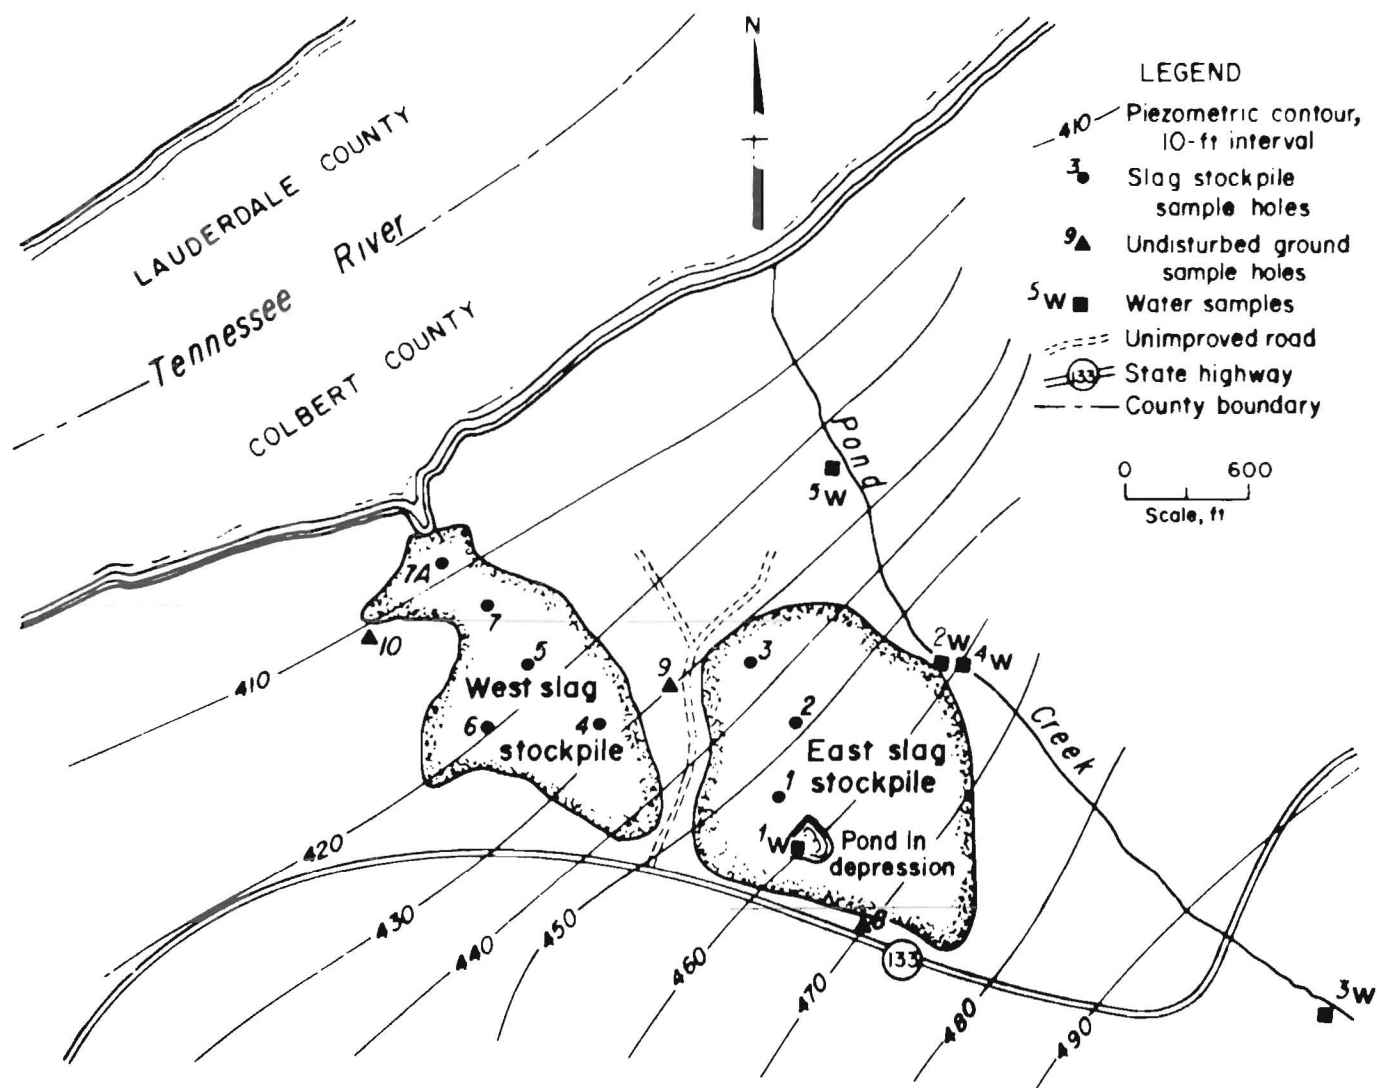 N
LEGEND
410
Piezometric contour,
10-ft interval
3
Slag stockpile
sample holes
9
Undisturbed ground
sample holes
5W
Water samples
Unimproved road
133
State highway
County boundary
0 600
Scale, ft
LAUDERDALE COUNTY
Tennessee River
COLBERT COUNTY
Pond
5W
7A
7
10
5
9
3
2W
4W
410
West slag
6
4
stockpile
2
Creek
East slag
stockpile
1
1W
Pond in
depression
420
430
440
450
460
8
133
470
480
490
3W